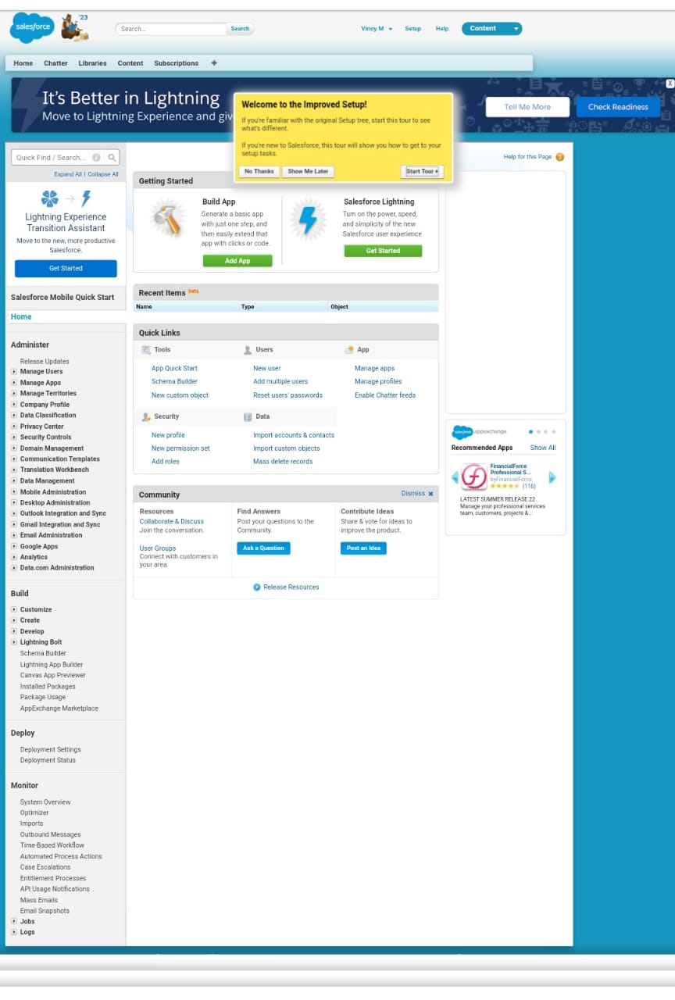 salesforce
'23
Search...
Search
Vincy M
Setup
Help
Content
Home
Chatter
Libraries
Content
Subscriptions
+
It's Better in Lightning
Move to Lightning Experience and giv
Tell Me More
Check Readiness
X
Welcome to the Improved Setup!
If you're familiar with the original Setup tree, start this tour to see
what's different.
If you're new to Salesforce, this tour will show you how to get to your
setup tasks.
No Thanks
Show Me Later
Start Tour
Quick Find / Search...
Expand All | Collapse All
Lightning Experience
Transition Assistant
Move to the new, more productive
Salesforce.
Get Started
Salesforce Mobile Quick Start
Home
Administer
Release Updates
Manage Users
Manage Apps
Manage Territories
Company Profile
Data Classification
Privacy Center
Security Controls
Domain Management
Communication Templates
Translation Workbench
Data Management
Mobile Administration
Desktop Administration
Outlook Integration and Sync
Gmail Integration and Sync
Email Administration
Google Apps
Analytics
Data.com Administration
Build
Customize
Create
Develop
Lightning Bolt
Schema Builder
Lightning App Builder
Canvas App Previewer
Installed Packages
Package Usage
AppExchange Marketplace
Deploy
Deployment Settings
Deployment Status
Monitor
System Overview
Optimizer
Imports
Outbound Messages
Time-Based Workflow
Automated Process Actions
Case Escalations
Entitlement Processes
API Usage Notifications
Mass Emails
Email Snapshots
Jobs
Logs
Help for this Page
Getting Started
Build App
Generate a basic app
with just one step, and
then easily extend that
app with clicks or code.
Add App
Salesforce Lightning
Turn on the power, speed,
and simplicity of the new
Salesforce user experience
Get Started
Recent Items beta
Name
Type
Object
Quick Links
Tools
App Quick Start
Schema Builder
New custom object
Users
New user
Add multiple users
Reset users' passwords
App
Manage apps
Manage profiles
Enable Chatter feeds
Security
New profile
New permission set
Add roles
Data
Import accounts & contacts
Import custom objects
Mass delete records
Community
Dismiss x
Resources
Collaborate & Discuss
Join the conversation.
User Groups
Connect with customers in
your area.
Find Answers
Post your questions to the
Community.
Ask a Question
Contribute Ideas
Share & vote for ideas to
improve the product.
Post an Idea
Release Resources
salesforce appexchange
Recommended Apps
Show All
FinancialForce
Professional S...
byFinancialForce
(116)
LATEST SUMMER RELEASE 22
Manage your professional services
team, customers, projects &...